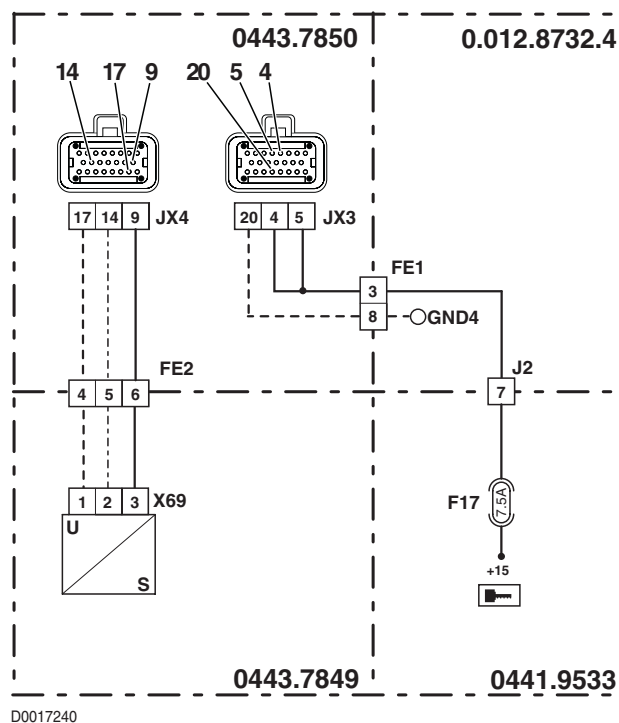 0443.7850 0.012.8732.4
14 17 9 20 5 4
17 14 9 JX4 20 4 5 JX3
FE1
3
8 GND4
FE2 J2
4 5 6 7
1 2 3 X69 F17 7.5A
U
S
+15
0443.7849 0441.9533
D0017240